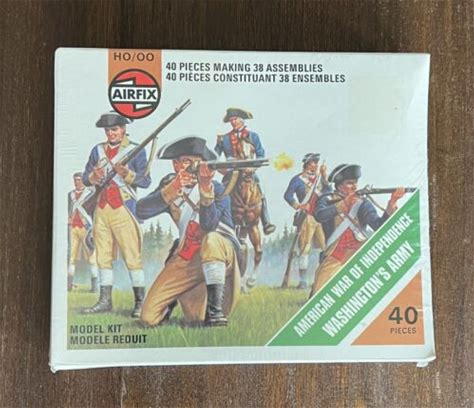 HO/OO
AIRFIX
40 PIECES MAKING 38 ASSEMBLIES
40 PIÈCES CONSTITUANT 38 ENSEMBLES
AMERICAN WAR OF INDEPENDENCE
WASHINGTON'S ARMY
MODEL KIT
MODELE REDUIT
40
PIECES